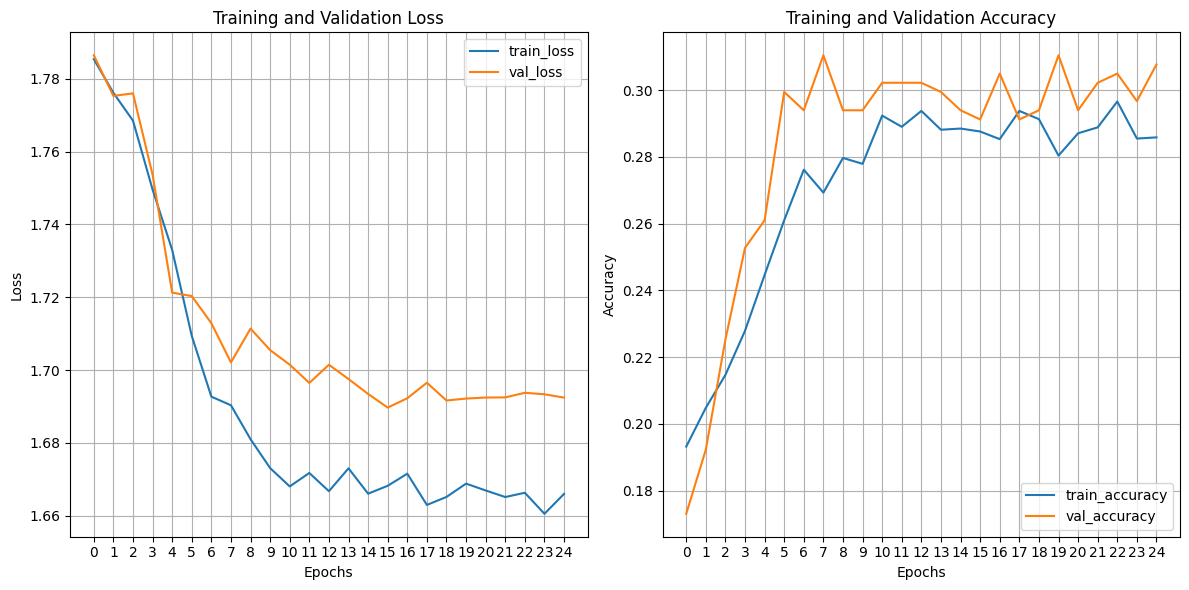 Training and Validation Loss
1.78
1.76
1.74
1.72
1.70
1.68
1.66
Loss
train_loss
val_loss
0 1 2 3 4 5 6 7 8 9 10 11 12 13 14 15 16 17 18 19 20 21 22 23 24
Epochs
Training and Validation Accuracy
0.30
0.28
0.26
0.24
0.22
0.20
0.18
Accuracy
train_accuracy
val_accuracy
0 1 2 3 4 5 6 7 8 9 10 11 12 13 14 15 16 17 18 19 20 21 22 23 24
Epochs